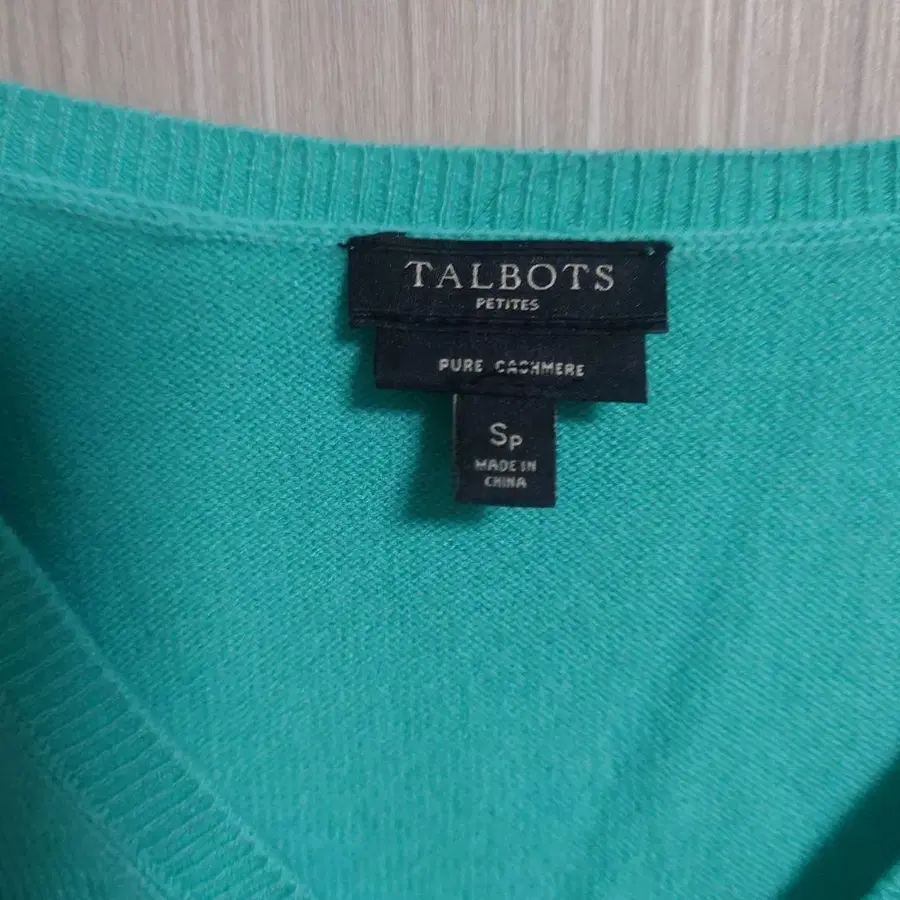 TALBOTS
PETITES
PURE CASHMERE
Sp
MADE IN
CHINA